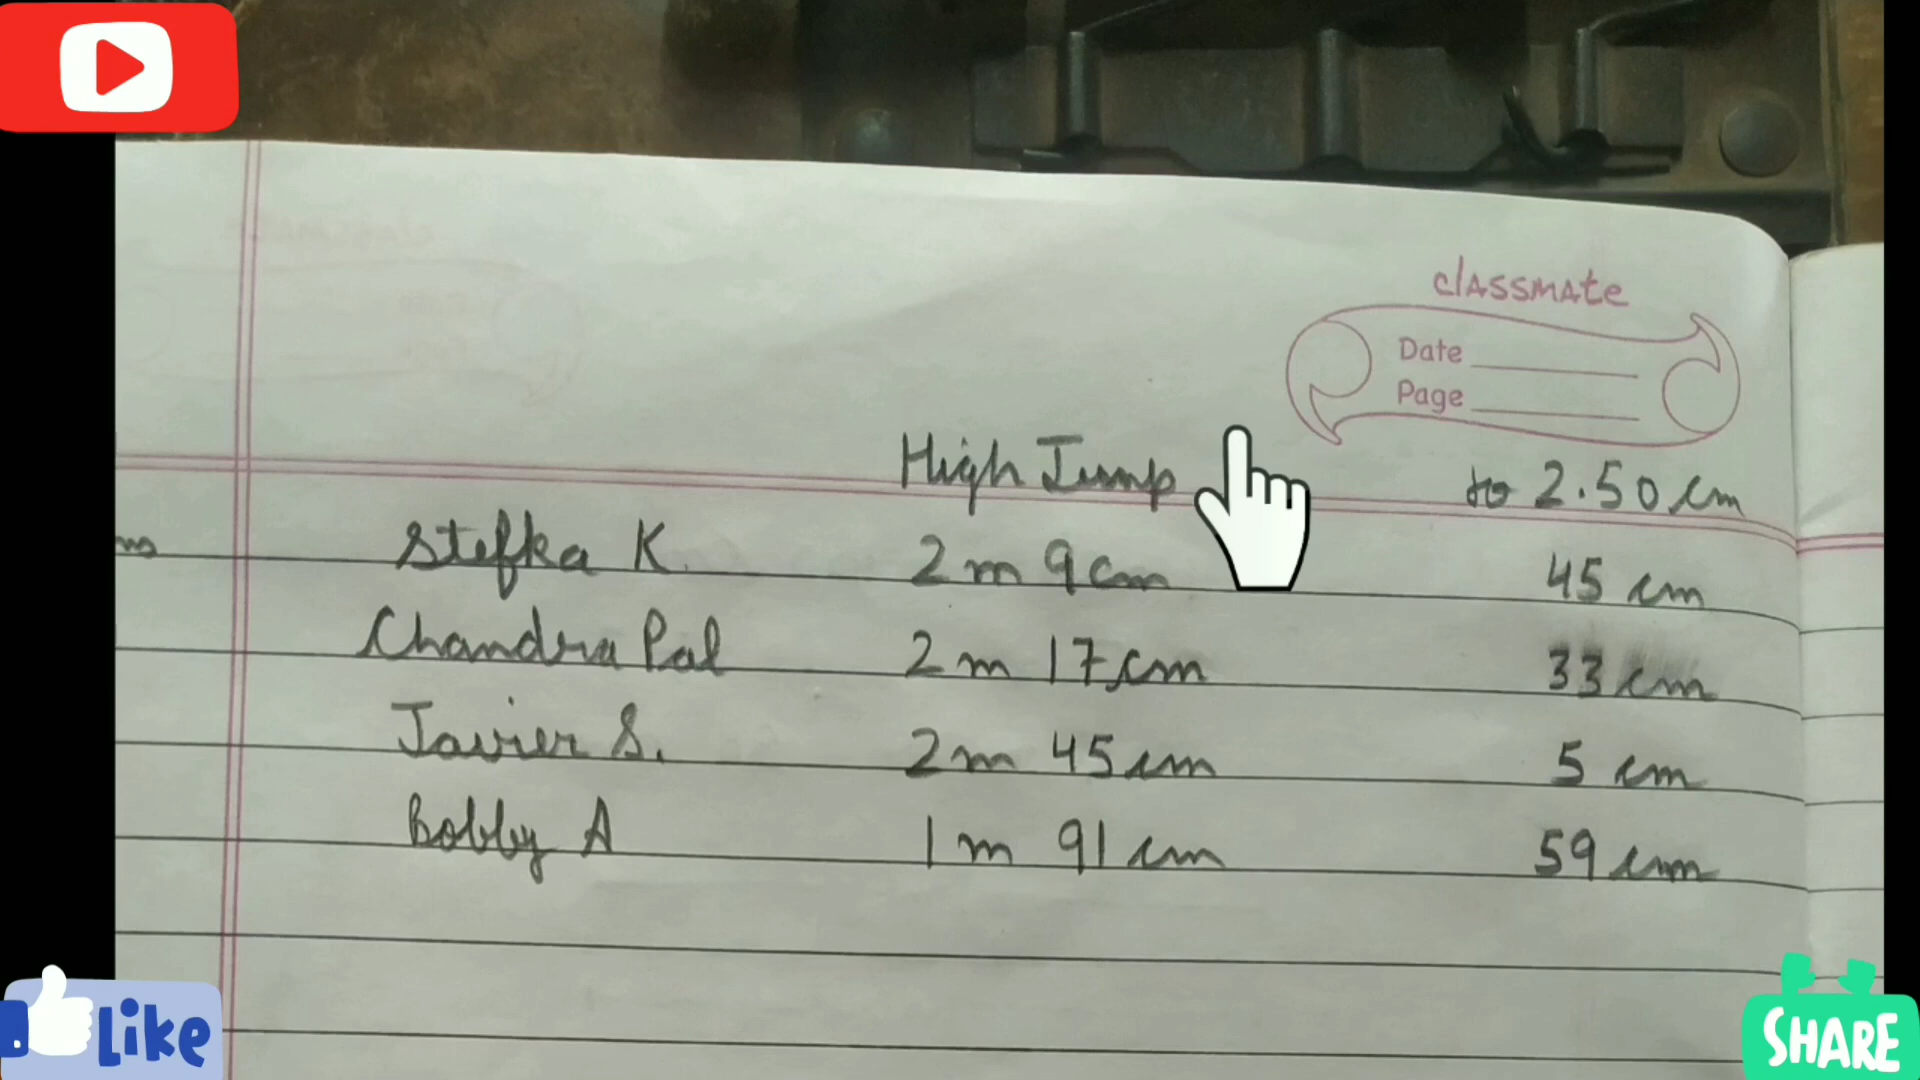 classmate
Date
Page
High Jump to 2.50 cm
Stefka K. 2 m 9 cm 45 cm
Chandra Pal 2 m 17 cm 33 cm
Javier S. 2 m 45 cm 5 cm
Bobby A 1 m 91 cm 59 cm
Like
SHARE